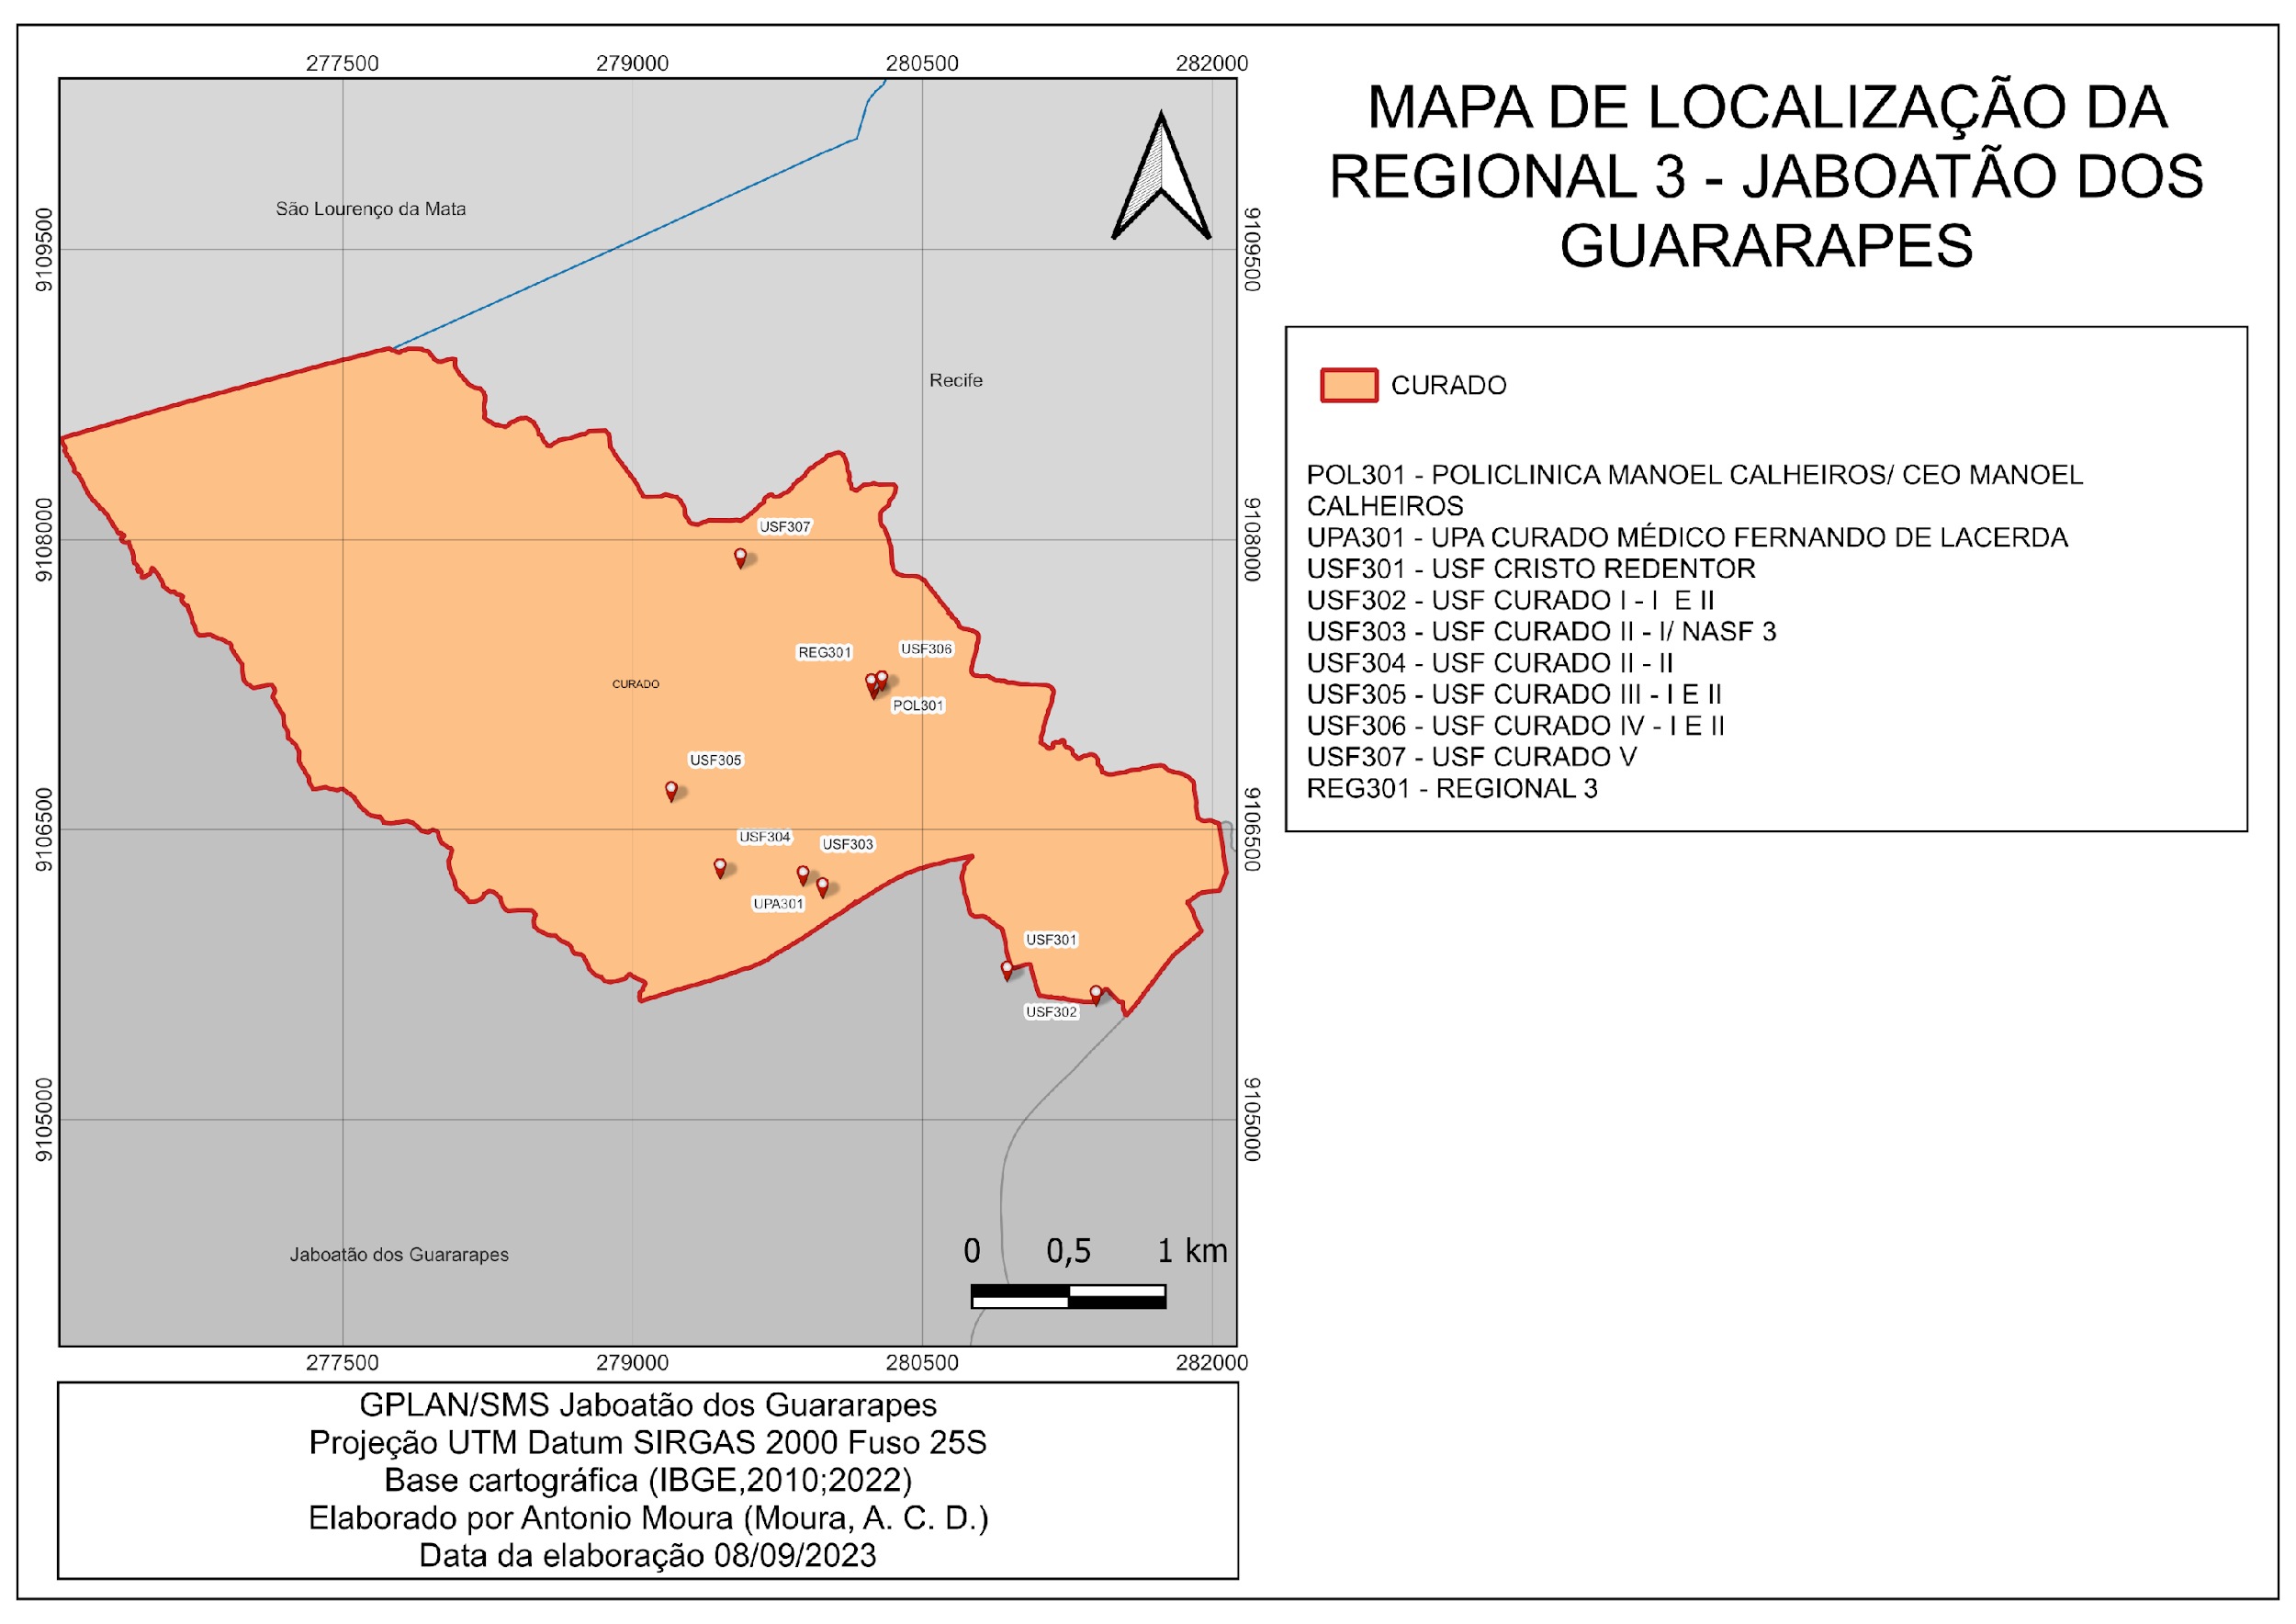 MAPA DE LOCALIZAÇÃO DA
REGIONAL 3 - JABOATÃO DOS
GUARARAPES
277500
279000
280500
282000
9109500
9109500
São Lourenço da Mata
Recife
9108000
9108000
USF307
REG301
USF306
CURADO
POL301
USF305
9106500
9106500
USF304
USF303
UPA301
USF301
USF302
9105000
9105000
Jaboatão dos Guararapes
0 0,5 1 km
277500
279000
280500
282000
CURADO
POL301 - POLICLINICA MANOEL CALHEIROS/ CEO MANOEL
CALHEIROS
UPA301 - UPA CURADO MÉDICO FERNANDO DE LACERDA
USF301 - USF CRISTO REDENTOR
USF302 - USF CURADO I - I  E II
USF303 - USF CURADO II - I/ NASF 3
USF304 - USF CURADO II - II
USF305 - USF CURADO III - I E II
USF306 - USF CURADO IV - I E II
USF307 - USF CURADO V
REG301 - REGIONAL 3
GPLAN/SMS Jaboatão dos Guararapes
Projeção UTM Datum SIRGAS 2000 Fuso 25S
Base cartográfica (IBGE,2010;2022)
Elaborado por Antonio Moura (Moura, A. C. D.)
Data da elaboração 08/09/2023